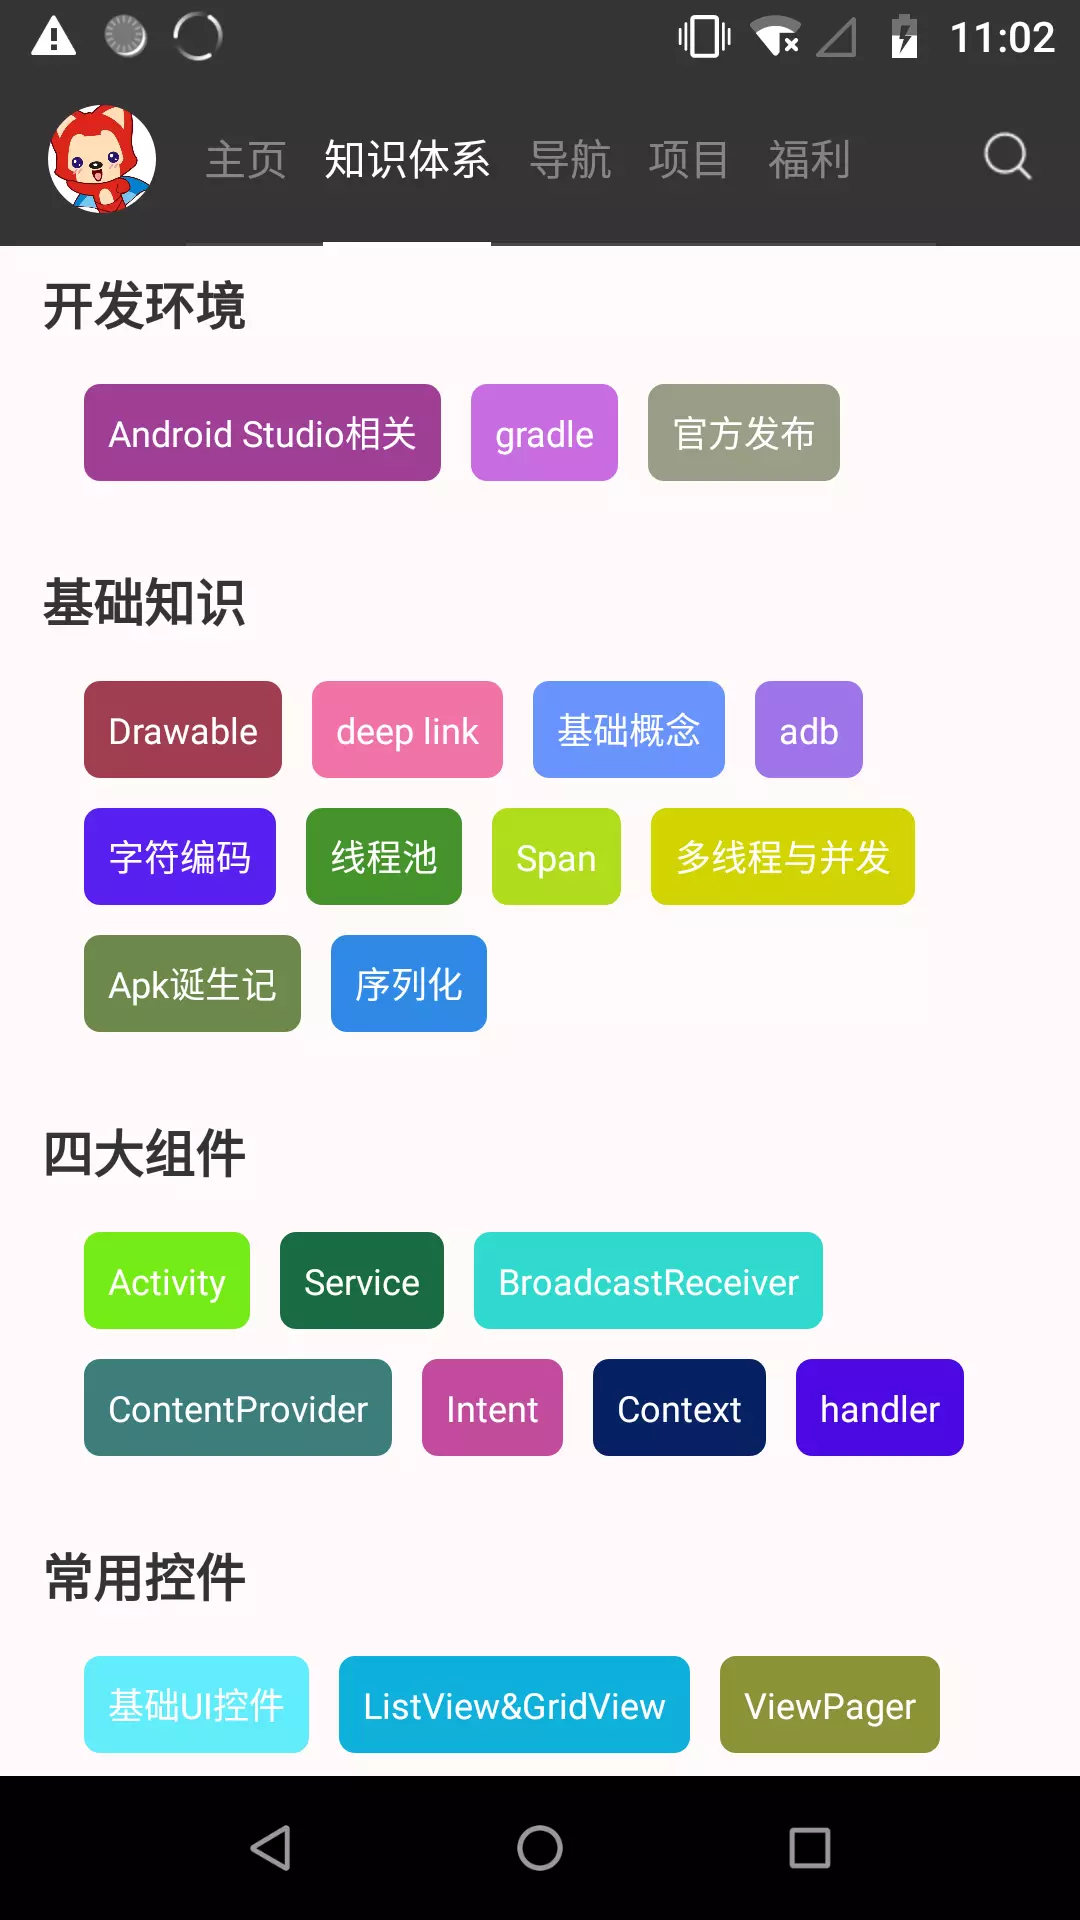 11:02
主页 知识体系 导航 项目 福利
开发环境
Android Studio相关 gradle 官方发布
基础知识
Drawable deep link 基础概念 adb
字符编码 线程池 Span 多线程与并发
Apk诞生记 序列化
四大组件
Activity Service BroadcastReceiver
ContentProvider Intent Context handler
常用控件
基础UI控件 ListView&GridView ViewPager